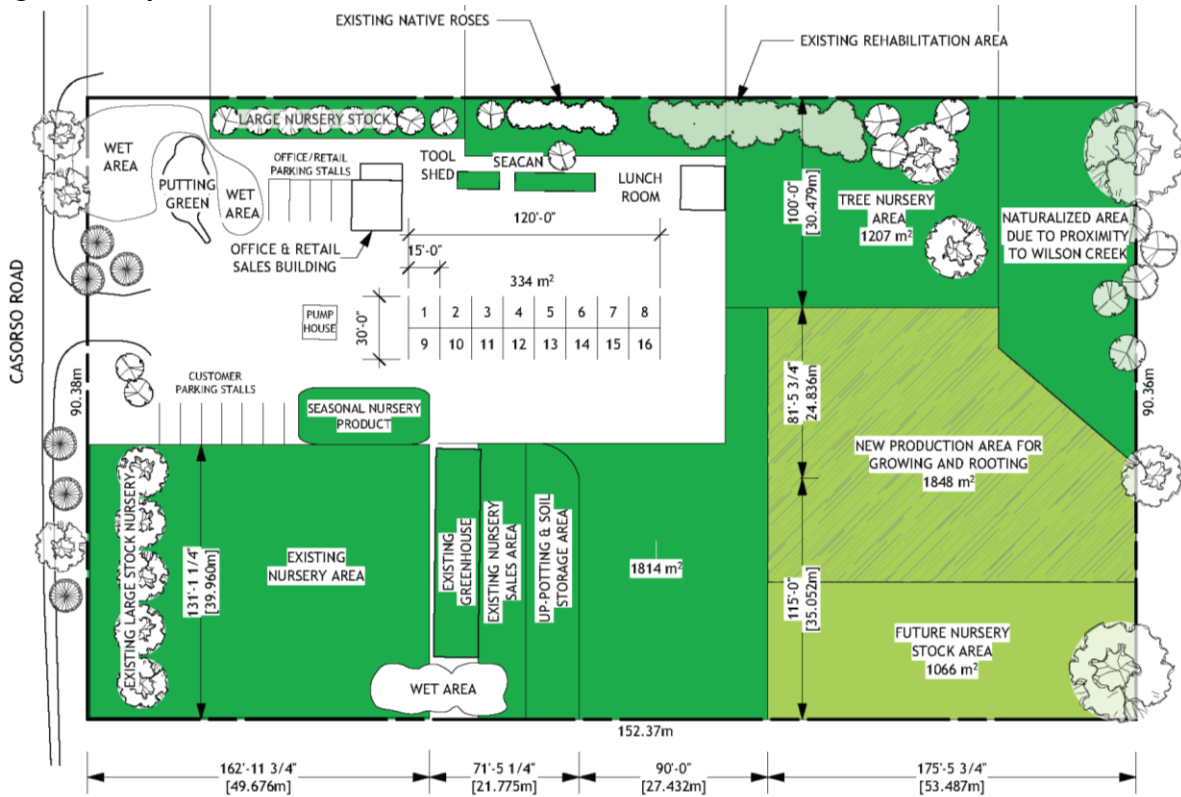 EXISTING NATIVE ROSES
EXISTING REHABILITATION AREA
LARGE NURSERY STOCK
WET
AREA
PUTTING
GREEN
WET
AREA
OFFICE/RETAIL
PARKING STALLS
TOOL
SHED
SEACAN
LUNCH
ROOM
OFFICE & RETAIL
SALES BUILDING
120'-0"
15'-0"
334 m²
30'-0"
1 2 3 4 5 6 7 8
9 10 11 12 13 14 15 16
PUMP
HOUSE
100'-0"
[30.479m]
TREE NURSERY
AREA
1207 m²
NATURALIZED AREA
DUE TO PROXIMITY
TO WILSON CREEK
CASORSO ROAD
90.38m
CUSTOMER
PARKING STALLS
SEASONAL NURSERY
PRODUCT
81'-5 3/4"
24.836m
90.36m
NEW PRODUCTION AREA FOR
GROWING AND ROOTING
1848 m²
EXISTING LARGE STOCK NURSERY
131'-11 1/4"
[39.960m]
EXISTING
NURSERY AREA
EXISTING
GREENHOUSE
EXISTING NURSERY
SALES AREA
UP-POTTING & SOIL
STORAGE AREA
1814 m²
115'-0"
[35.052m]
FUTURE NURSERY
STOCK AREA
1066 m²
WET AREA
152.37m
162'-11 3/4"
[49.676m]
71'-5 1/4"
[21.775m]
90'-0"
[27.432m]
175'-5 3/4"
[53.487m]